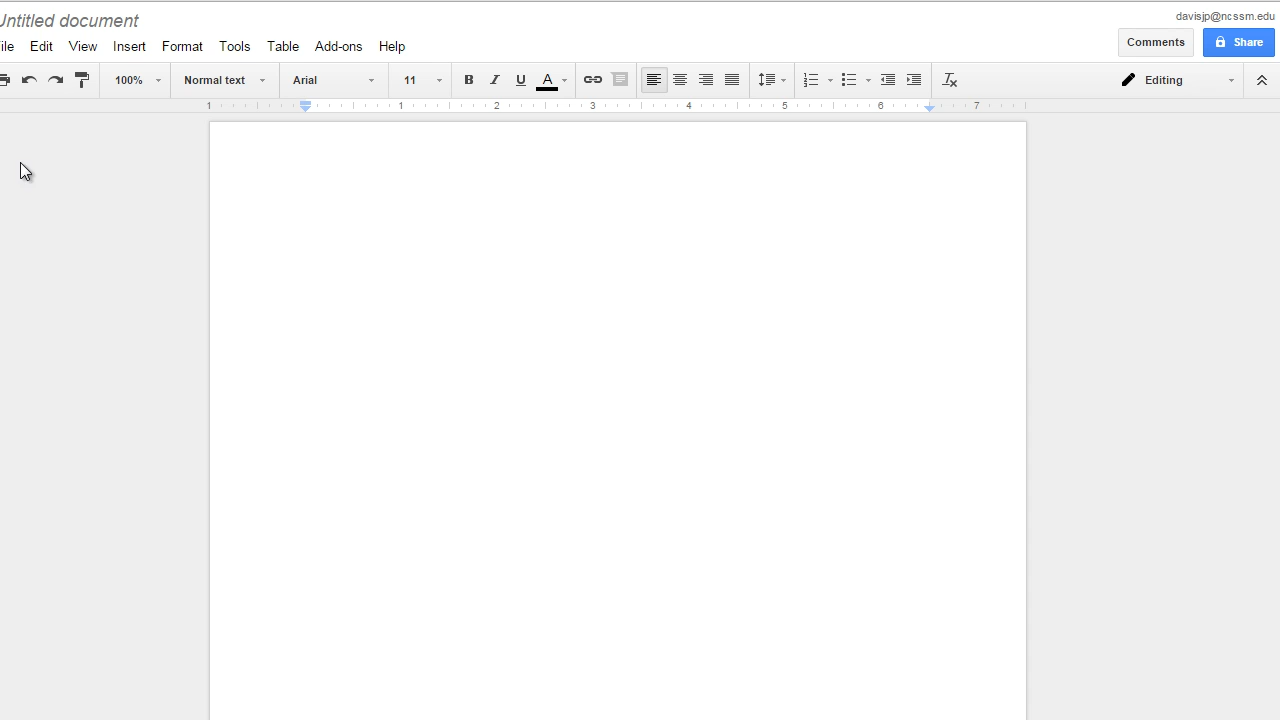 Untitled document
davisjp@ncssm.edu
ile Edit View Insert Format Tools Table Add-ons Help
Comments Share
100% Normal text Arial 11 B I U A Editing
1 1 2 3 4 5 6 7